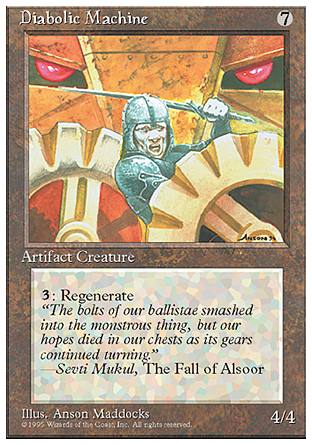 Diabolic Machine 7
ANSON 94
Artifact Creature
3: Regenerate
“The bolts of our ballistae smashed
into the monstrous thing, but our
hopes died in our chests as its gears
continued turning.”
—Sevti Mukul, The Fall of Alsoor
Illus. Anson Maddocks
©1995 Wizards of the Coast, Inc. All rights reserved.
4/4